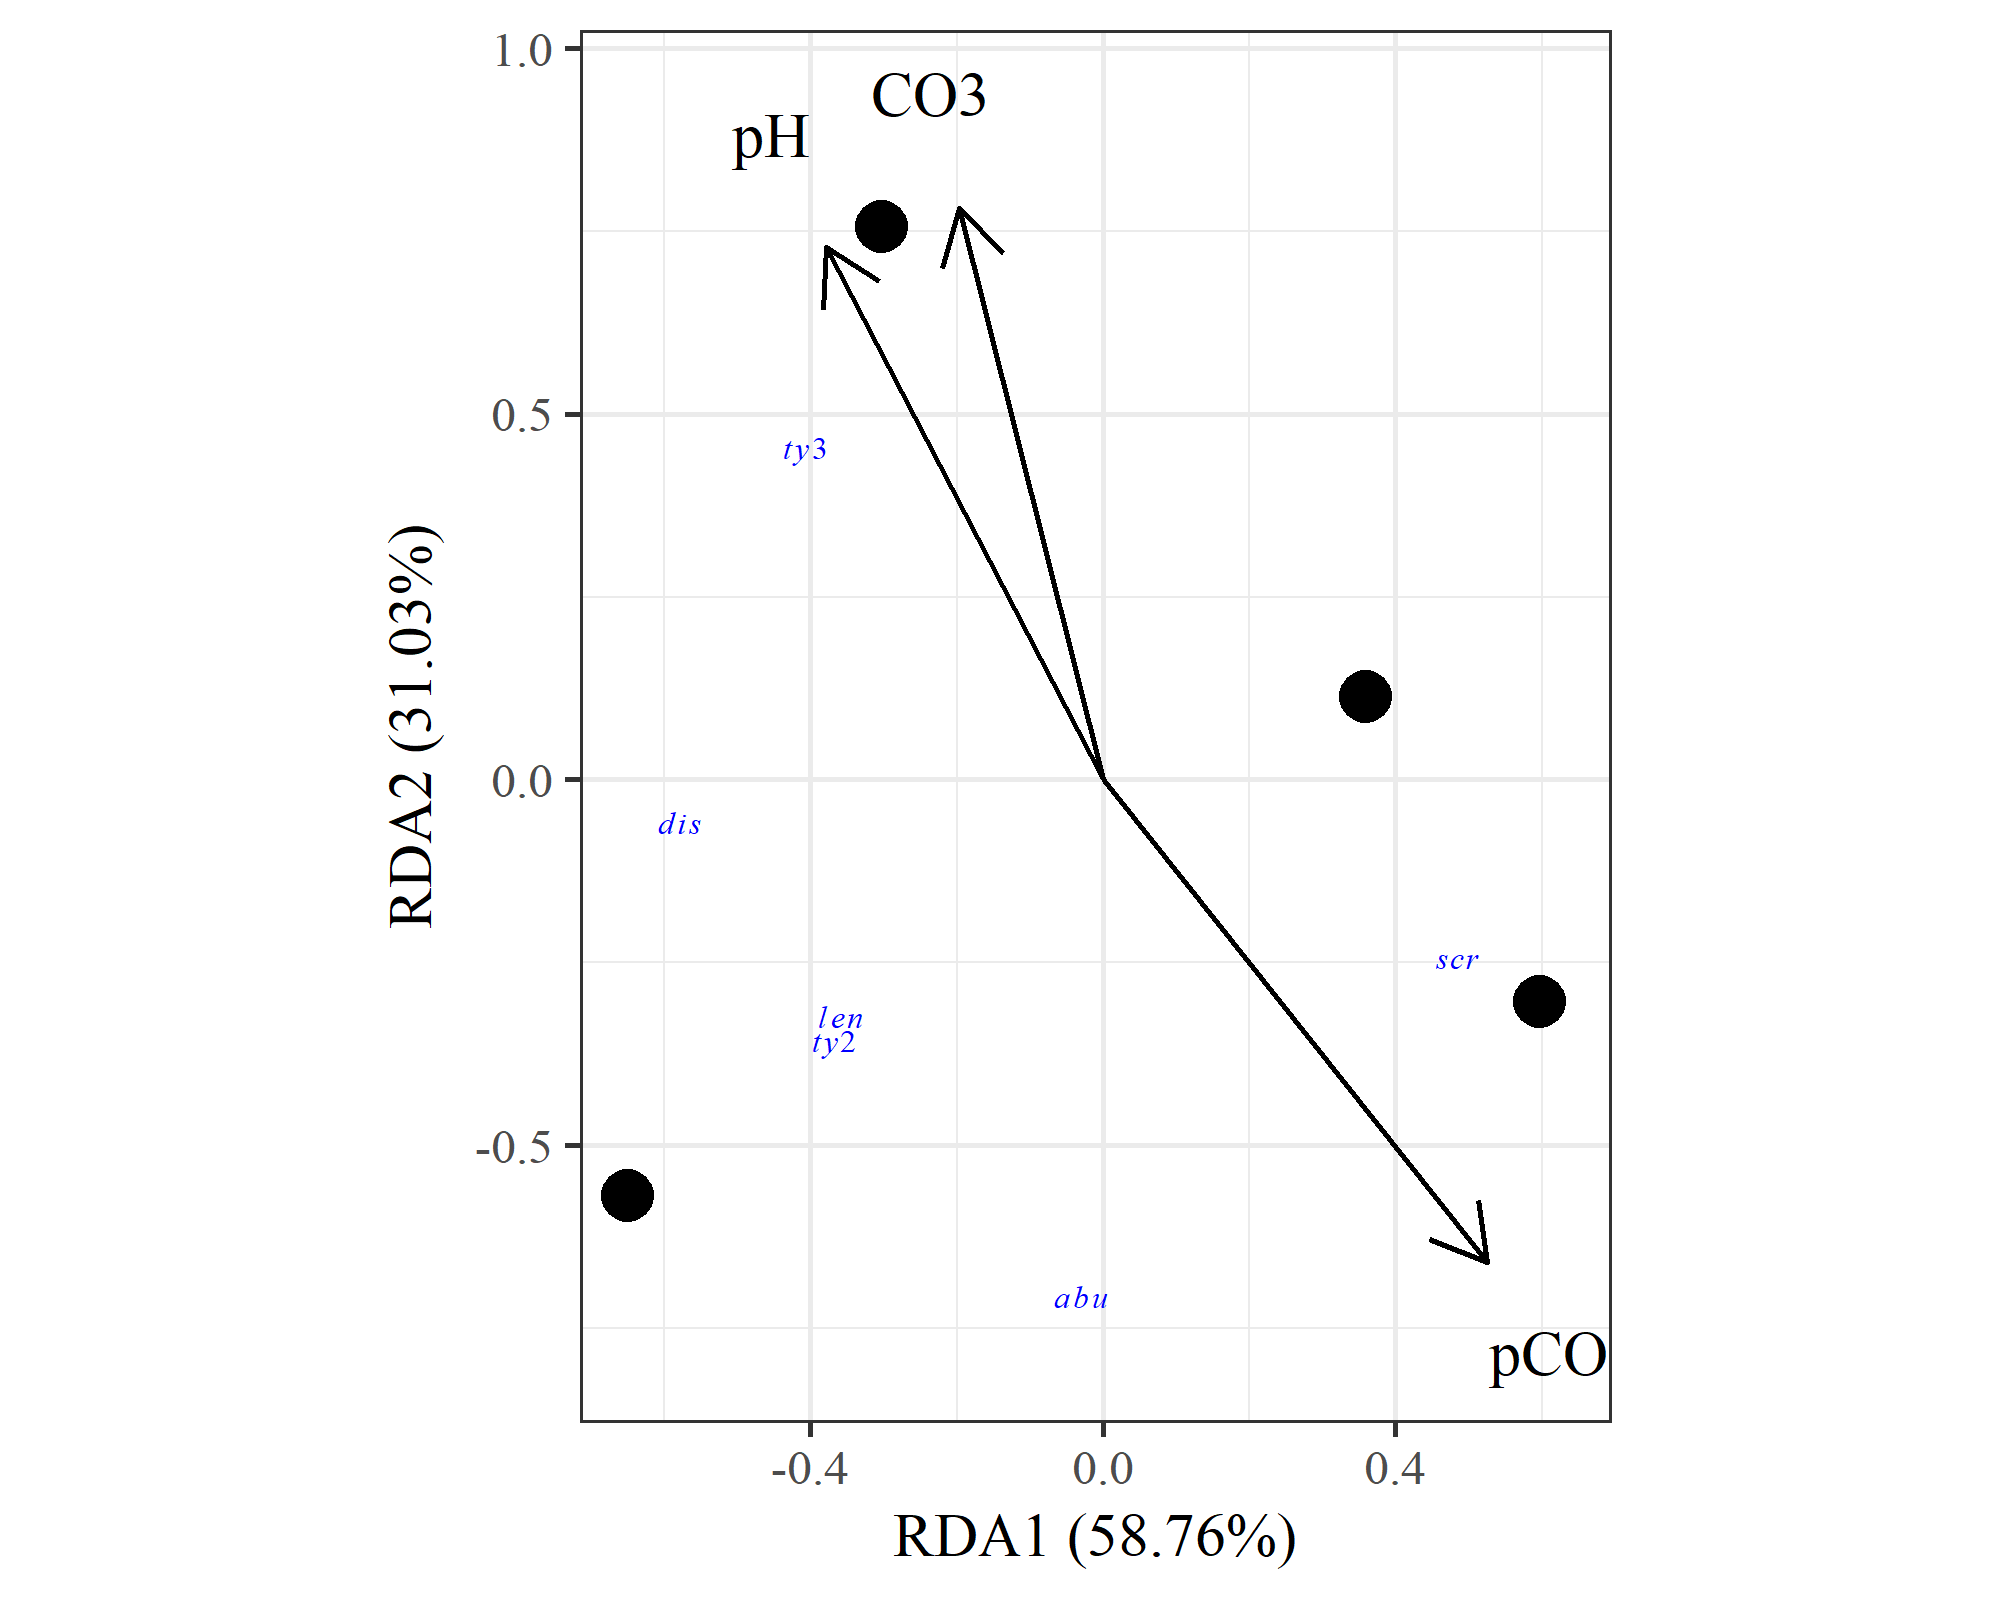 1.0
CO3
pH
0.5
ty3
RDA2 (31.03%)
0.0
dis
scr
len
ty2
-0.5
abu
pCO
-0.4 0.0 0.4
RDA1 (58.76%)